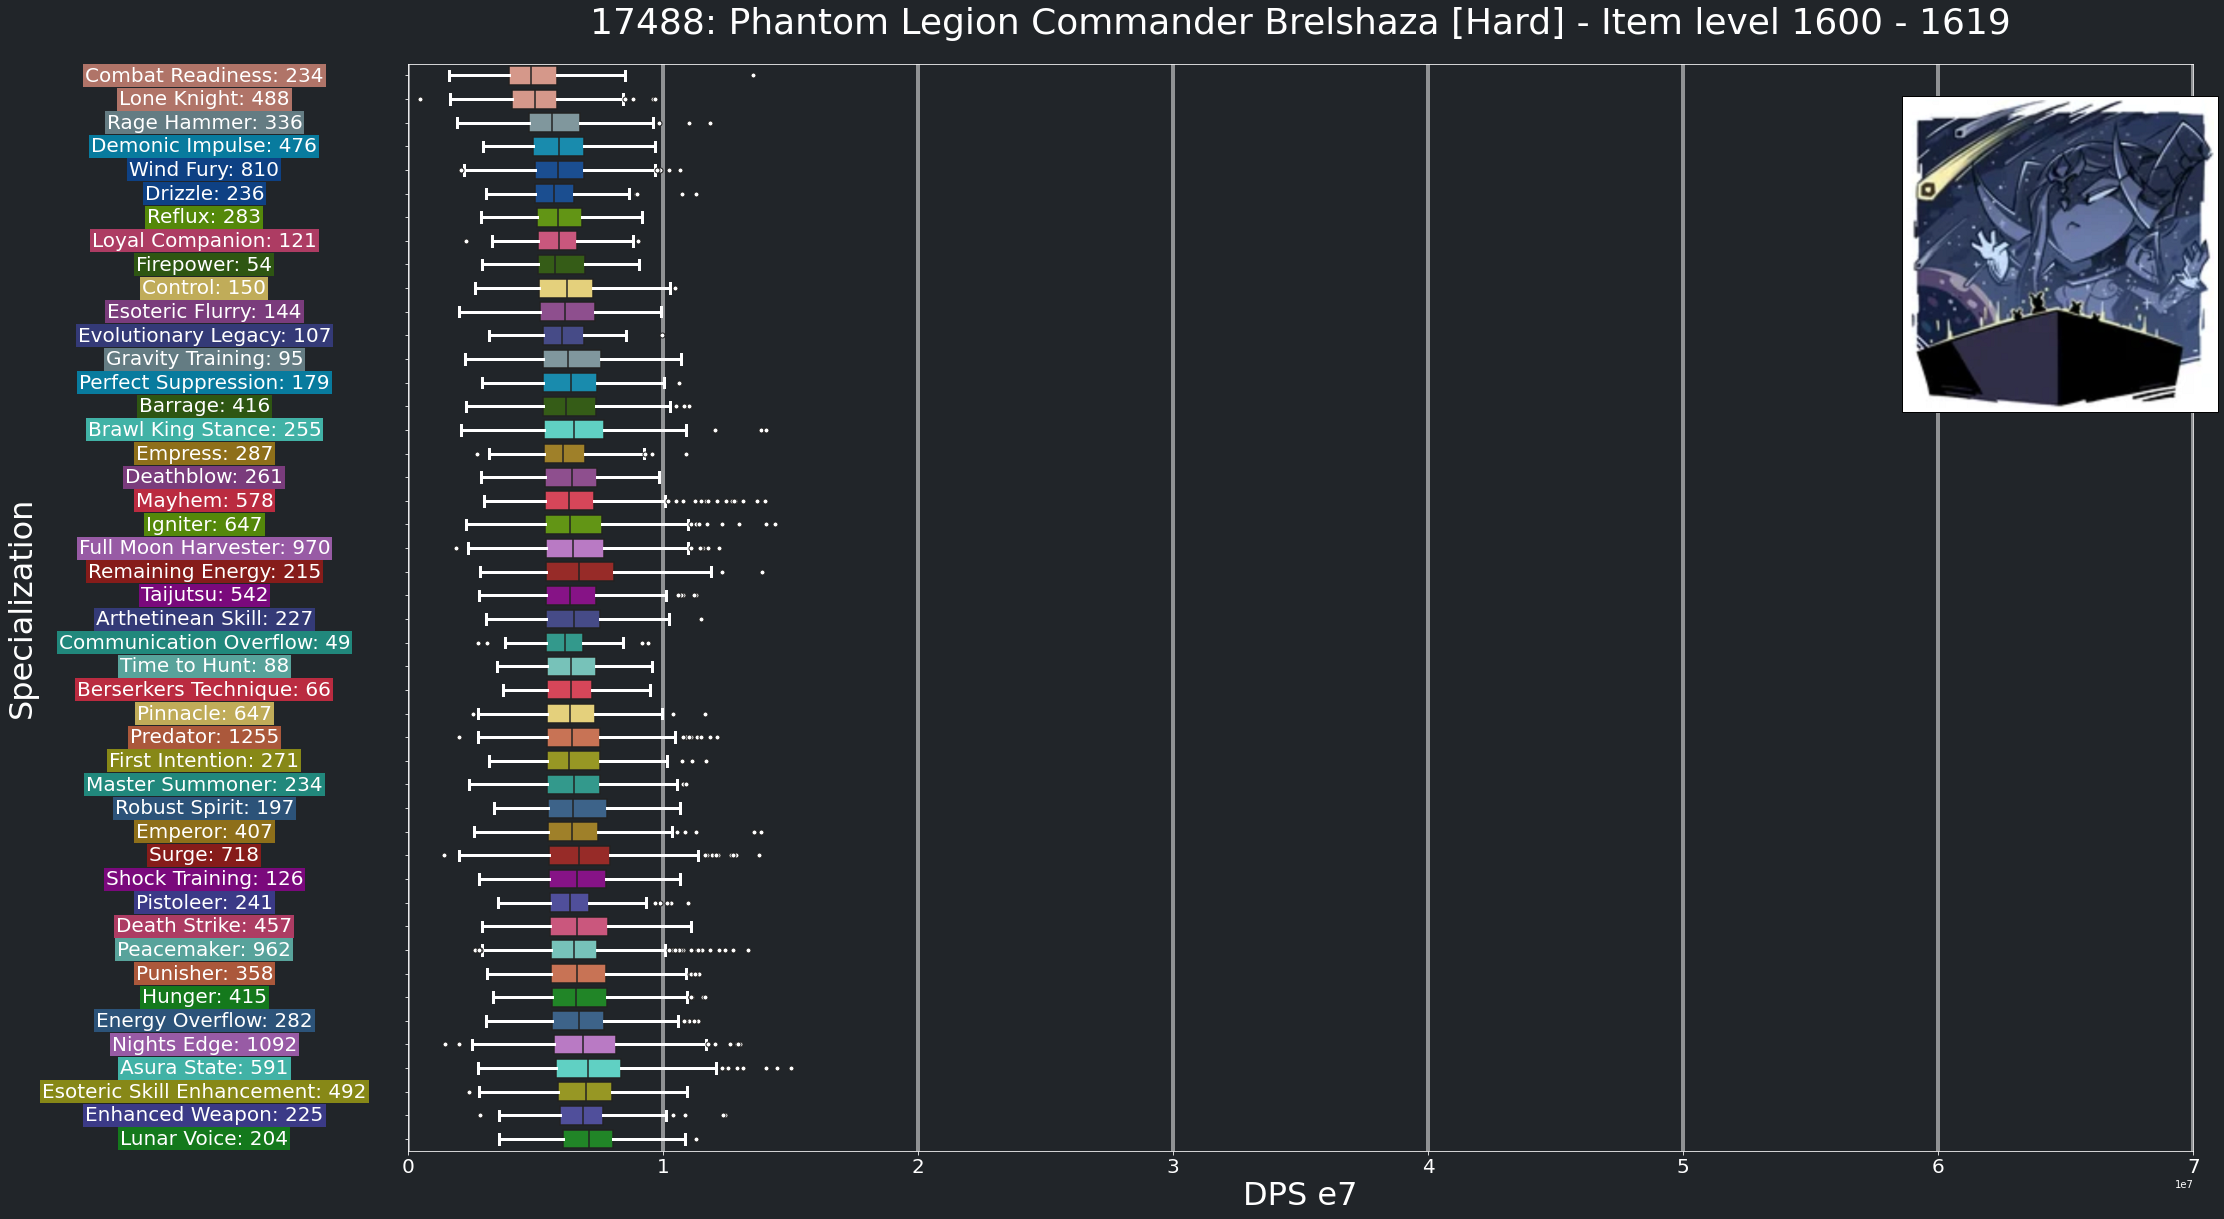 17488: Phantom Legion Commander Brelshaza [Hard] - Item level 1600 - 1619
Specialization
Combat Readiness: 234
Lone Knight: 488
Rage Hammer: 336
Demonic Impulse: 476
Wind Fury: 810
Drizzle: 236
Reflux: 283
Loyal Companion: 121
Firepower: 54
Control: 150
Esoteric Flurry: 144
Evolutionary Legacy: 107
Gravity Training: 95
Perfect Suppression: 179
Barrage: 416
Brawl King Stance: 255
Empress: 287
Deathblow: 261
Mayhem: 578
Igniter: 647
Full Moon Harvester: 970
Remaining Energy: 215
Taijutsu: 542
Arthetinean Skill: 227
Communication Overflow: 49
Time to Hunt: 88
Berserkers Technique: 66
Pinnacle: 647
Predator: 1255
First Intention: 271
Master Summoner: 234
Robust Spirit: 197
Emperor: 407
Surge: 718
Shock Training: 126
Pistoleer: 241
Death Strike: 457
Peacemaker: 962
Punisher: 358
Hunger: 415
Energy Overflow: 282
Nights Edge: 1092
Asura State: 591
Esoteric Skill Enhancement: 492
Enhanced Weapon: 225
Lunar Voice: 204
0 1 2 3 4 5 6 7
1e7
DPS e7